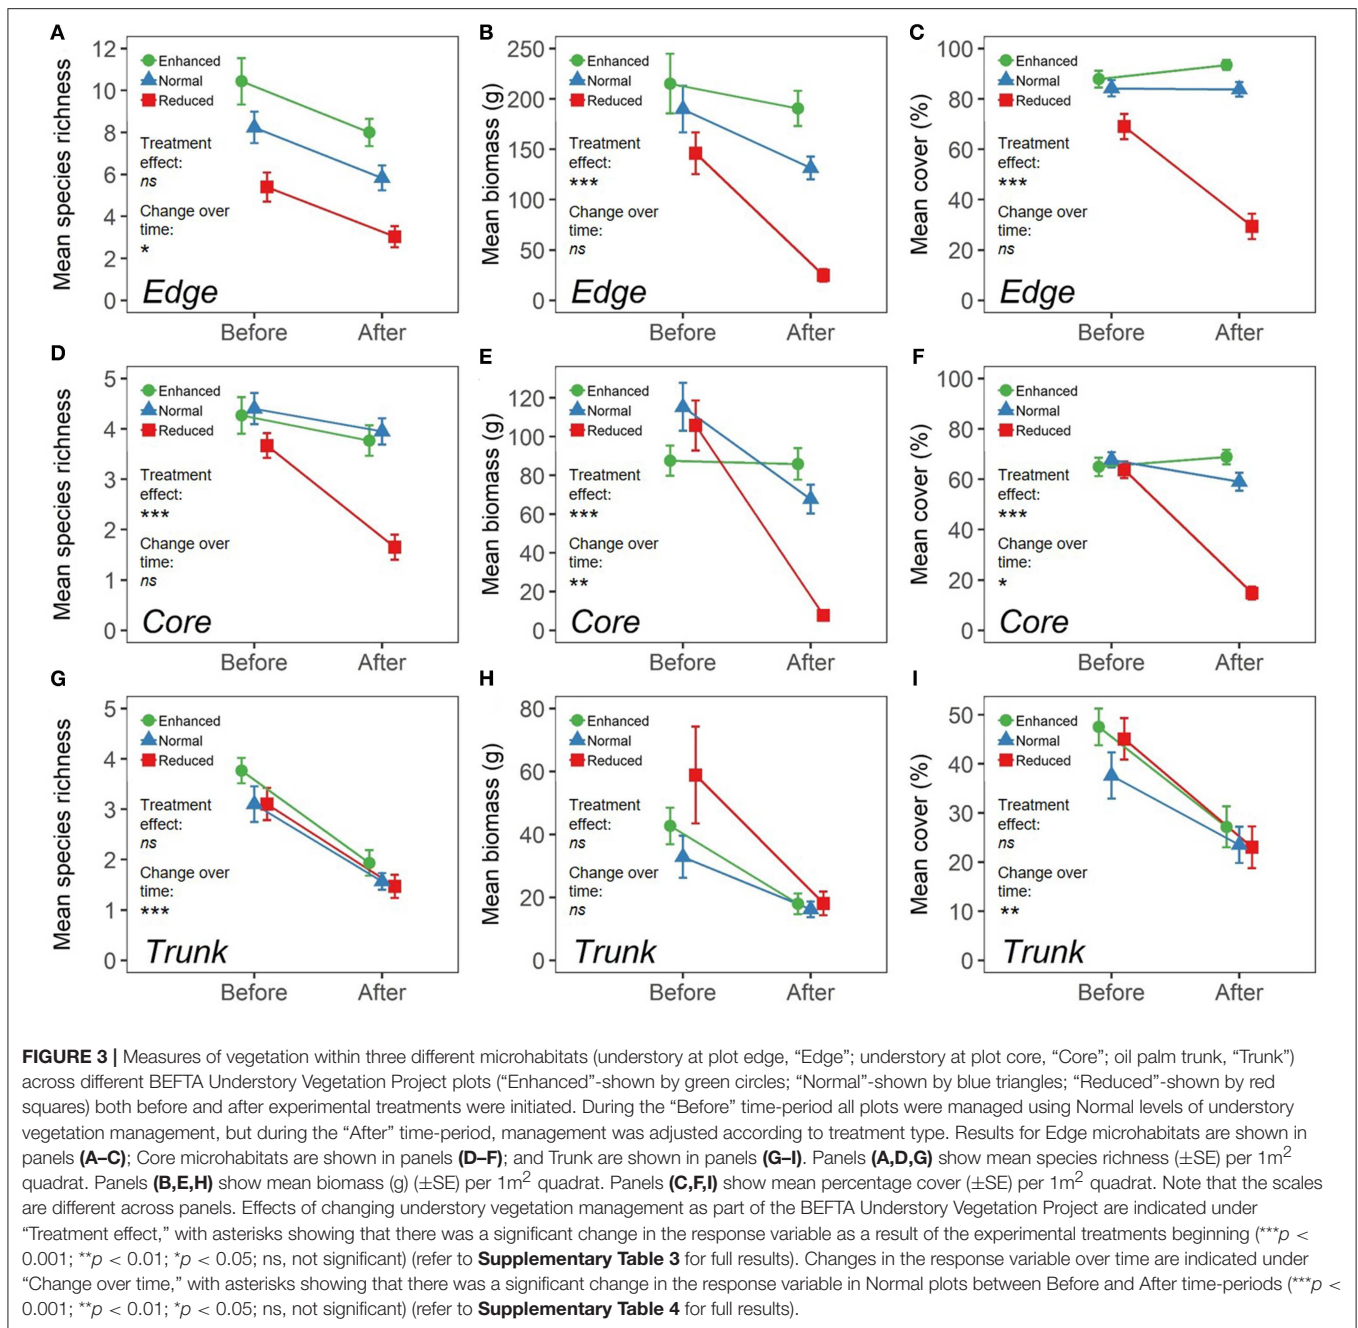 A
Mean species richness
12
10
8
6
4
2
0
Enhanced
Normal
Reduced
Treatment
effect:
ns
Change over
time:
*
Edge
Before
After
B
Mean biomass (g)
250
200
150
100
50
0
Enhanced
Normal
Reduced
Treatment
effect:
***
Change over
time:
ns
Edge
Before
After
C
Mean cover (%)
100
80
60
40
20
0
Enhanced
Normal
Reduced
Treatment
effect:
***
Change over
time:
ns
Edge
Before
After
D
Mean species richness
5
4
3
2
1
0
Enhanced
Normal
Reduced
Treatment
effect:
***
Change over
time:
ns
Core
Before
After
E
Mean biomass (g)
120
100
80
60
40
20
0
Enhanced
Normal
Reduced
Treatment
effect:
***
Change over
time:
**
Core
Before
After
F
Mean cover (%)
100
80
60
40
20
0
Enhanced
Normal
Reduced
Treatment
effect:
***
Change over
time:
*
Core
Before
After
G
Mean species richness
5
4
3
2
1
0
Enhanced
Normal
Reduced
Treatment
effect:
ns
Change over
time:
***
Trunk
Before
After
H
Mean biomass (g)
80
60
40
20
0
Enhanced
Normal
Reduced
Treatment
effect:
ns
Change over
time:
ns
Trunk
Before
After
I
Mean cover (%)
50
40
30
20
10
0
Enhanced
Normal
Reduced
Treatment
effect:
ns
Change over
time:
**
Trunk
Before
After
FIGURE 3 | Measures of vegetation within three different microhabitats (understory at plot edge, “Edge”; understory at plot core, “Core”; oil palm trunk, “Trunk”)
across different BEFTA Understory Vegetation Project plots (“Enhanced”-shown by green circles; “Normal”-shown by blue triangles; “Reduced”-shown by red
squares) both before and after experimental treatments were initiated. During the “Before” time-period all plots were managed using Normal levels of understory
vegetation management, but during the “After” time-period, management was adjusted according to treatment type. Results for Edge microhabitats are shown in
panels (A–C); Core microhabitats are shown in panels (D–F); and Trunk are shown in panels (G–I). Panels (A,D,G) show mean species richness (±SE) per 1m²
quadrat. Panels (B,E,H) show mean biomass (g) (±SE) per 1m² quadrat. Panels (C,F,I) show mean percentage cover (±SE) per 1m² quadrat. Note that the scales
are different across panels. Effects of changing understory vegetation management as part of the BEFTA Understory Vegetation Project are indicated under
“Treatment effect,” with asterisks showing that there was a significant change in the response variable as a result of the experimental treatments beginning (***p <
0.001; **p < 0.01; *p < 0.05; ns, not significant) (refer to Supplementary Table 3 for full results). Changes in the response variable over time are indicated under
“Change over time,” with asterisks showing that there was a significant change in the response variable in Normal plots between Before and After time-periods (***p <
0.001; **p < 0.01; *p < 0.05; ns, not significant) (refer to Supplementary Table 4 for full results).